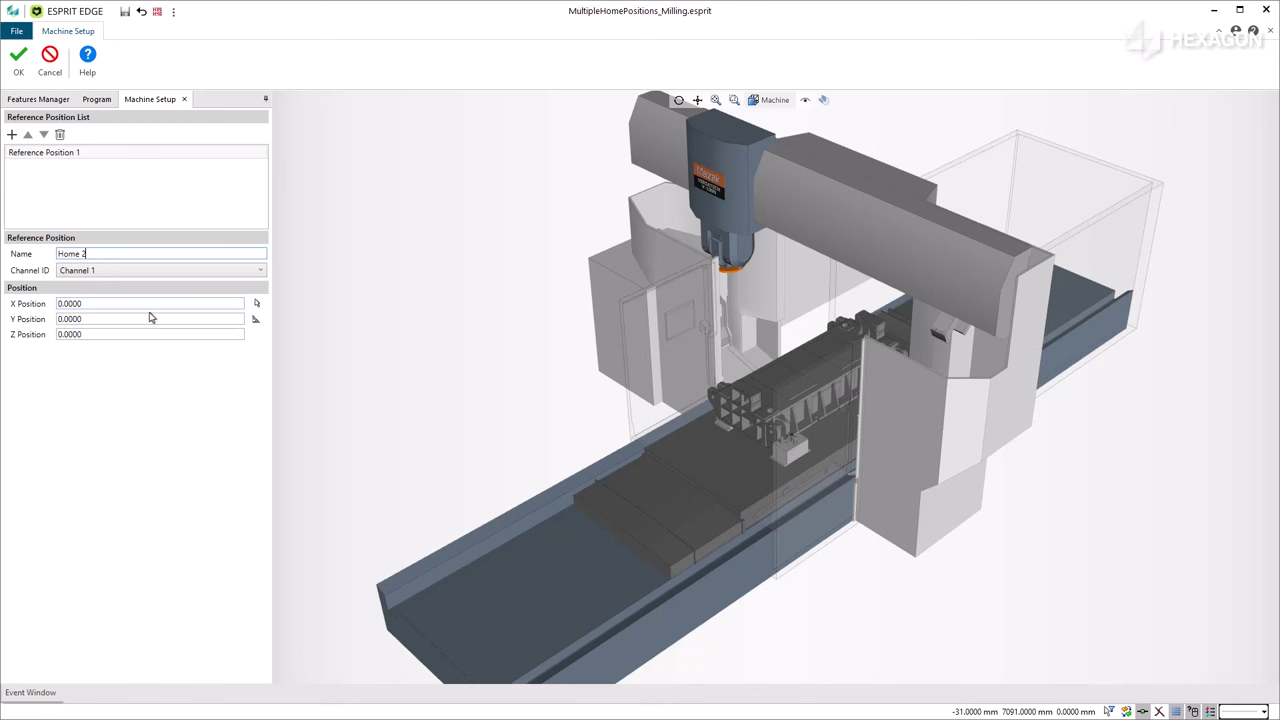 ESPRIT EDGE
MultipleHomePositions_Milling.esprit
File
Machine Setup
HEXAGON
OK
Cancel
Help
Features Manager
Program
Machine Setup
Machine
Reference Position List
Reference Position 1
Reference Position
Name
Home 2
Channel ID
Channel 1
Position
X Position
0.0000
Y Position
0.0000
Z Position
0.0000
Mazak
Event Window
-31.0000 mm 7091.0000 mm 0.0000 mm